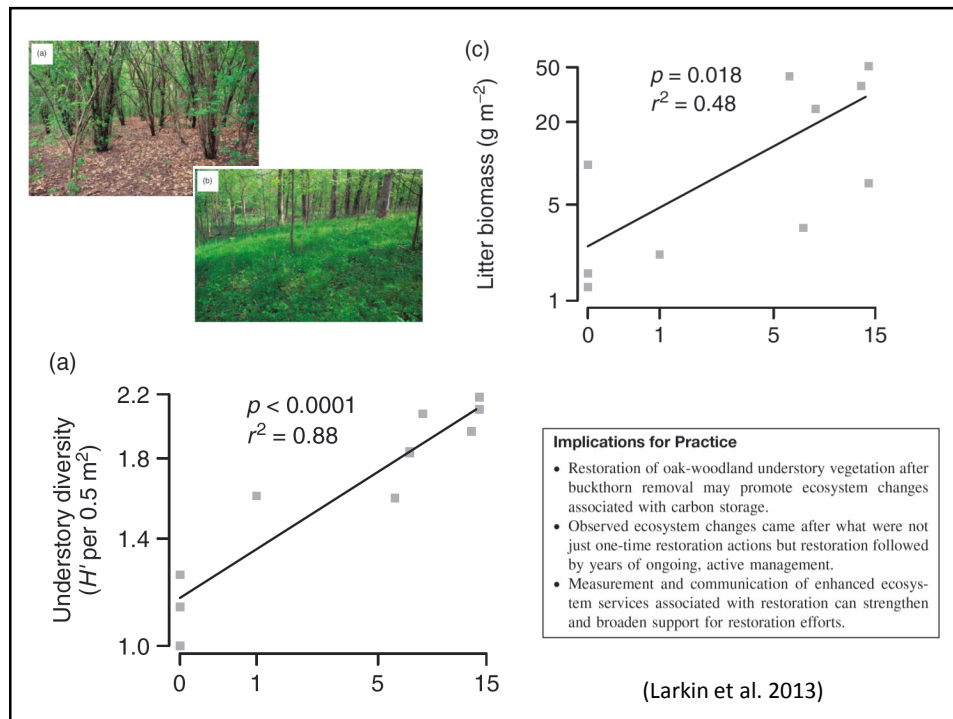 (a)
(b)
(c)
Litter biomass (g m⁻²)
50
20
5
1
p = 0.018
r² = 0.48
0 1 5 15
(a)
Understory diversity
(H′ per 0.5 m²)
2.2
1.8
1.4
1.0
p < 0.0001
r² = 0.88
0 1 5 15
Implications for Practice
• Restoration of oak-woodland understory vegetation after
buckthorn removal may promote ecosystem changes
associated with carbon storage.
• Observed ecosystem changes came after what were not
just one-time restoration actions but restoration followed
by years of ongoing, active management.
• Measurement and communication of enhanced ecosys-
tem services associated with restoration can strengthen
and broaden support for restoration efforts.
(Larkin et al. 2013)